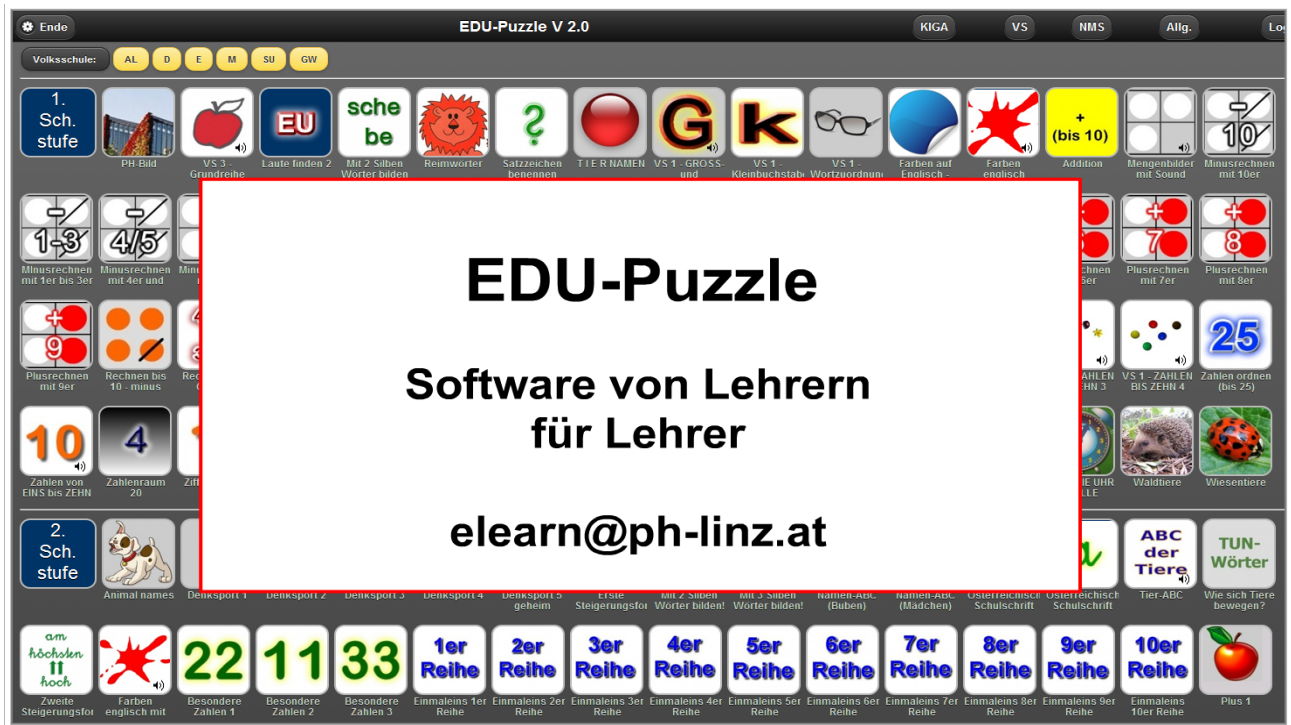 Ende
EDU-Puzzle V 2.0
KIGA
VS
NMS
Allg.
Volksschule:
AL
D
E
M
SU
GW
1.
Sch.
stufe
EU
sche
be
?
G
k
+
(bis 10)
10
PH-Bild
VS 3 -
Grundreihe
Laute finden 2
Mit 2 Silben
Wörter bilden
Reimwörter
Satzzeichen
benennen
T I E R NAMEN
VS 1 - GROSS-
und
VS 1 -
Kleinbuchstab
VS 1 -
Wortzuordnun
Farben auf
Englisch -
Farben
englisch
Addition
Mengenbilder
mit Sound
Minusrechnen
mit 10er
1-3
4/5
7
8
Minusrechnen
mit 1er bis 3er
Minusrechnen
mit 4er und
Plusrechnen
mit 7er
Plusrechnen
mit 8er
EDU-Puzzle
Software von Lehrern
für Lehrer
elearn@ph-linz.at
9
25
Plusrechnen
mit 9er
Rechnen bis
10 - minus
VS 1 - ZAHLEN
BIS ZEHN 4
Zahlen ordnen
(bis 25)
10
4
Zahlen von
EINS bis ZEHN
Zahlenraum
20
Waldtiere
Wiesentiere
2.
Sch.
stufe
ABC
der
Tiere
TUN-
Wörter
Animal names
Denksport 1
Denksport 2
Denksport 3
Denksport 4
Denksport 5
geheim
Erste
Steigerungsfor
Mit 2 Silben
Wörter bilden!
Mit 3 Silben
Wörter bilden!
Namen-ABC
(Buben)
Namen-ABC
(Mädchen)
Österreichisch
Schulschrift
Österreichisch
Schulschrift
Tier-ABC
Wie sich Tiere
bewegen?
am
höchsten
hoch
22
11
33
1er
Reihe
2er
Reihe
3er
Reihe
4er
Reihe
5er
Reihe
6er
Reihe
7er
Reihe
8er
Reihe
9er
Reihe
10er
Reihe
Zweite
Steigerungsfor
Farben
englisch mit
Besondere
Zahlen 1
Besondere
Zahlen 2
Besondere
Zahlen 3
Einmaleins 1er
Reihe
Einmaleins 2er
Reihe
Einmaleins 3er
Reihe
Einmaleins 4er
Reihe
Einmaleins 5er
Reihe
Einmaleins 6er
Reihe
Einmaleins 7er
Reihe
Einmaleins 8er
Reihe
Einmaleins 9er
Reihe
Einmaleins
10er Reihe
Plus 1